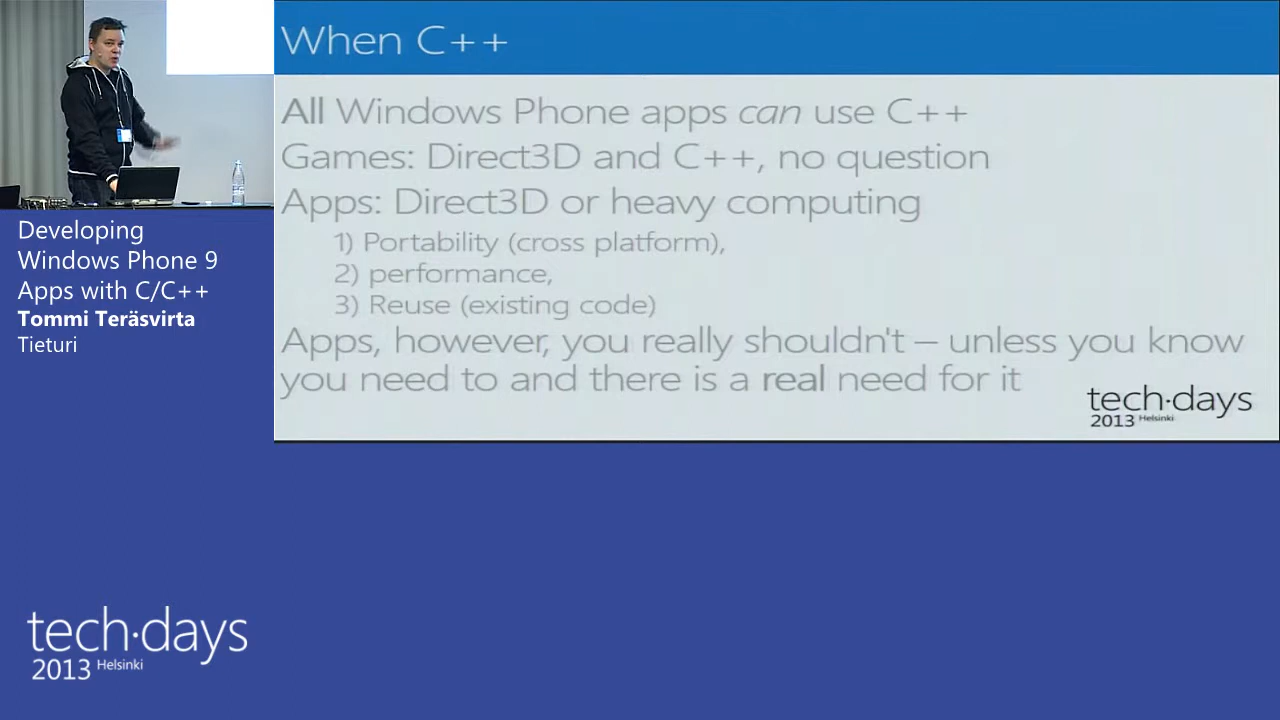 When C++
All Windows Phone apps can use C++
Games: Direct3D and C++, no question
Apps: Direct3D or heavy computing
1) Portability (cross platform),
2) performance,
3) Reuse (existing code)
Apps, however, you really shouldn't – unless you know
you need to and there is a real need for it
tech·days
2013 Helsinki
Developing
Windows Phone 9
Apps with C/C++
Tommi Teräsvirta
Tieturi
tech·days
2013 Helsinki